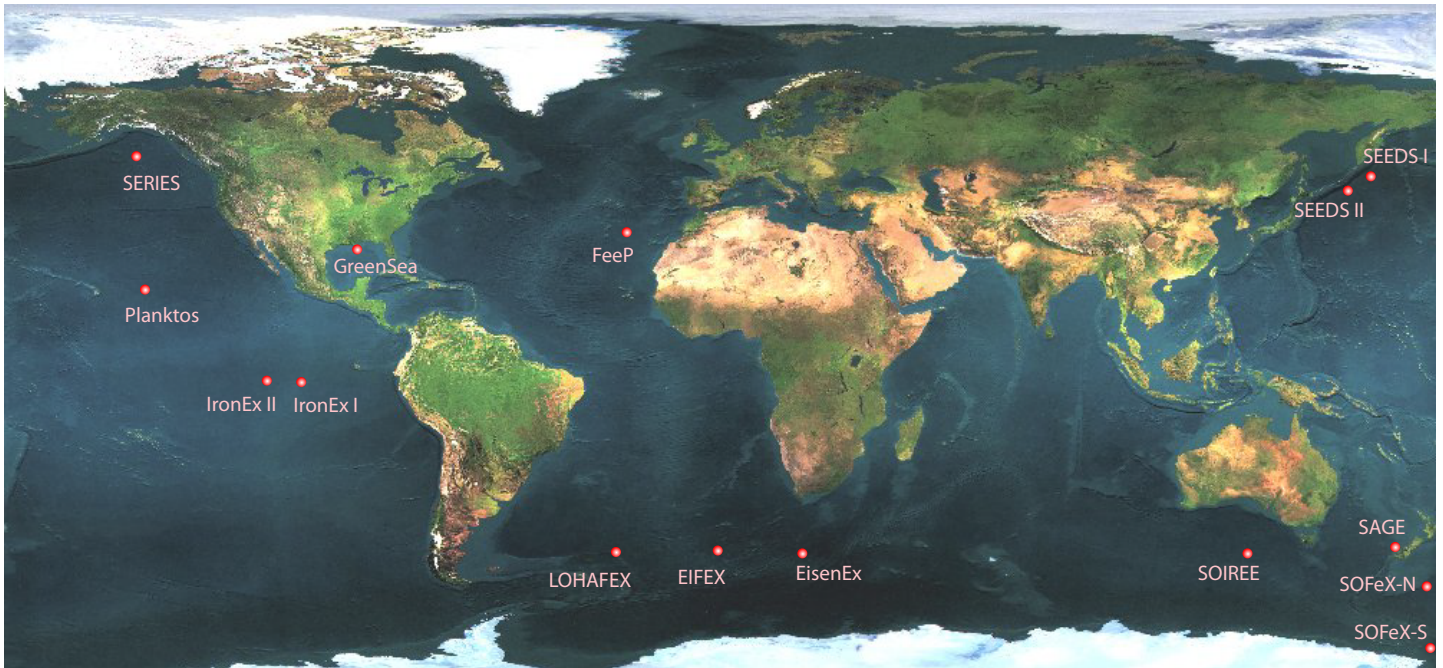 SEEDS I
SERIES
SEEDS II
FeeP
GreenSea
Planktos
IronEx II
IronEx I
SAGE
LOHAFEX
EIFEX
EisenEx
SOIREE
SOFeX-N
SOFeX-S